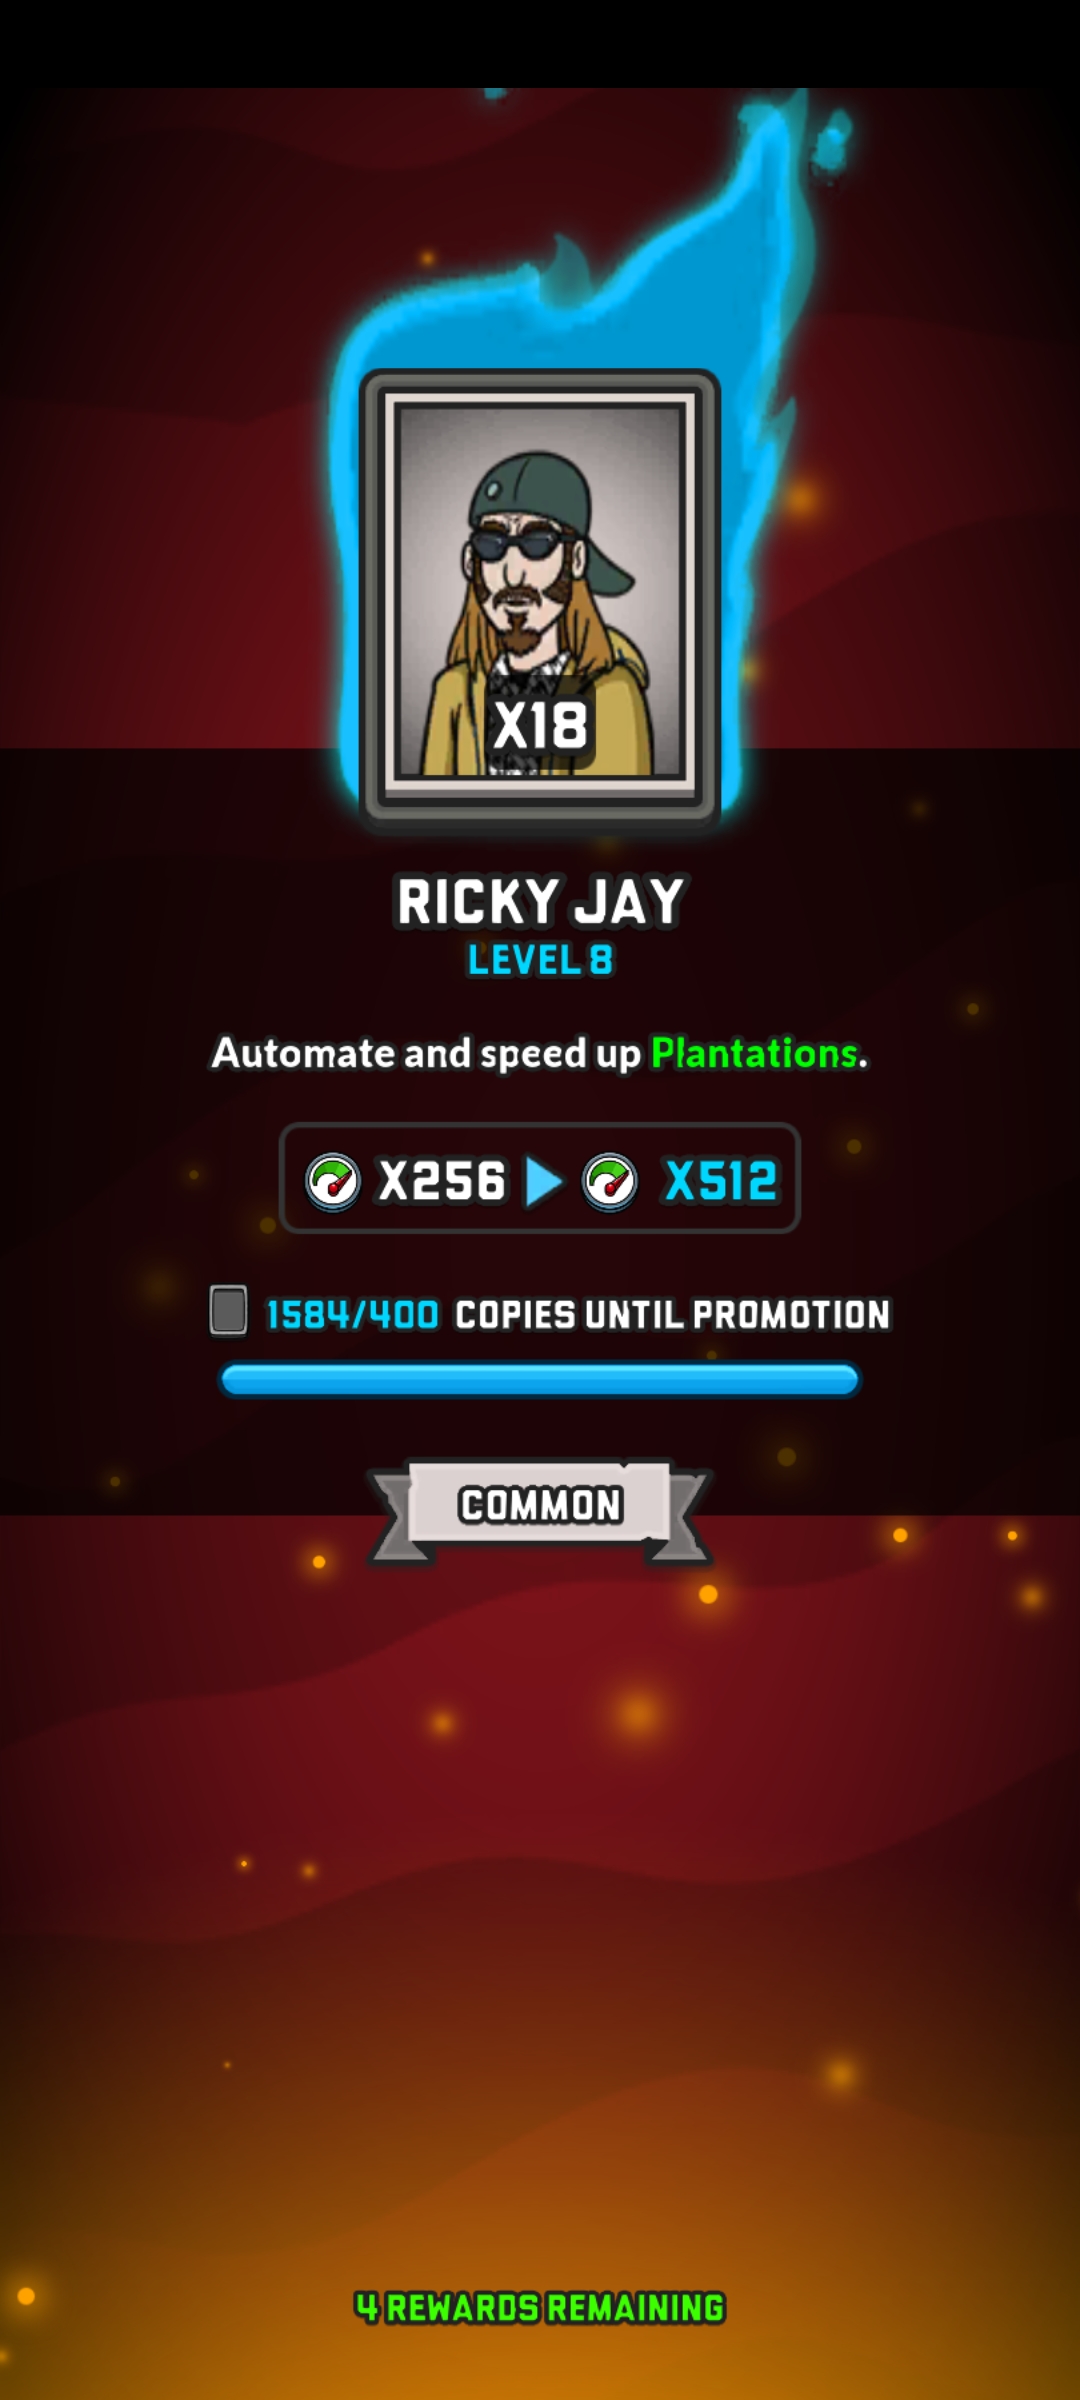 X18
RICKY JAY
LEVEL 8
Automate and speed up Plantations.
X256 X512
1584/400 COPIES UNTIL PROMOTION
COMMON
4 REWARDS REMAINING